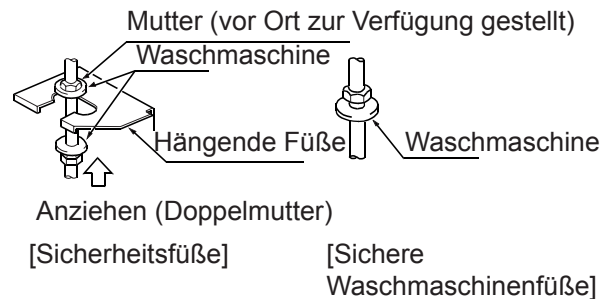 Mutter (vor Ort zur Verfügung gestellt)
Waschmaschine
Hängende Füße
Waschmaschine
Anziehen (Doppelmutter)
[Sicherheitsfüße]
[Sichere
Waschmaschinenfüße]